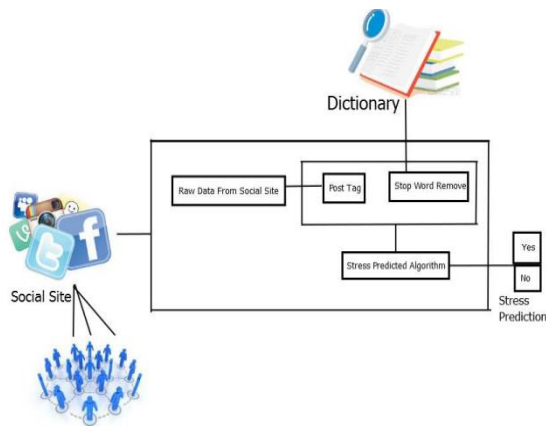 Dictionary
Raw Data From Social Site
Post Tag
Stop Word Remove
Stress Predicted Algorithm
Yes
No
Stress
Prediction
Social Site